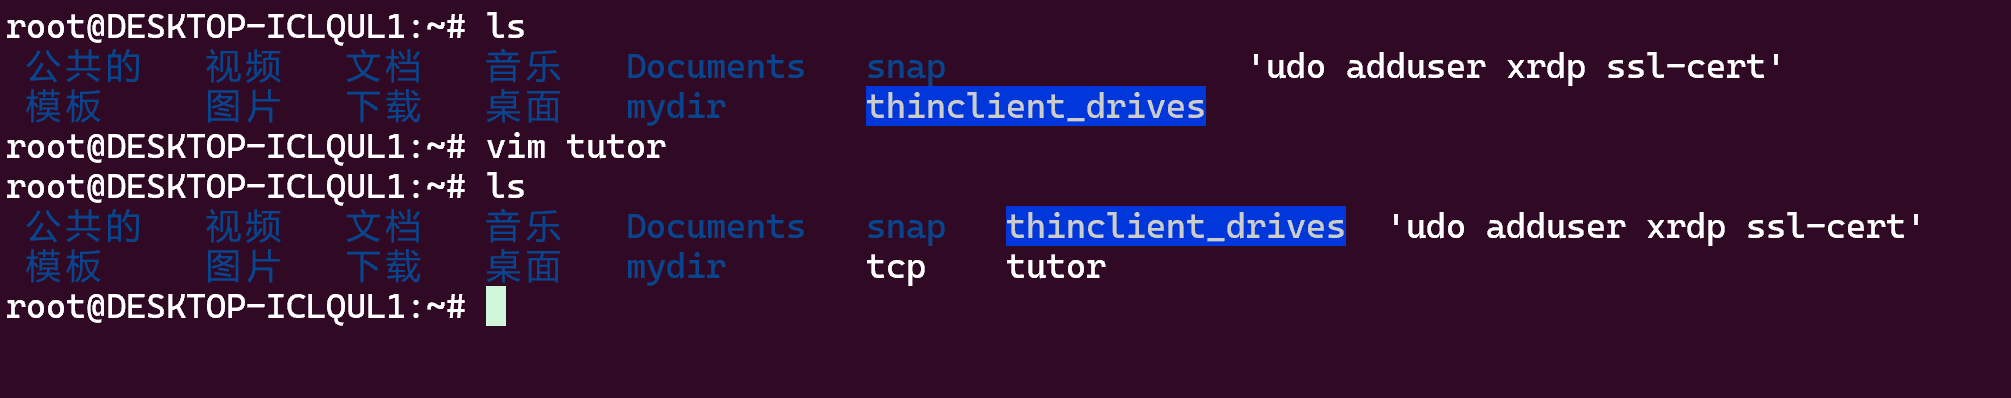 root@DESKTOP-ICLQUL1:~# ls
公共的 视频 文档 音乐 Documents snap 'udo adduser xrdp ssl-cert'
模板 图片 下载 桌面 mydir thinclient_drives
root@DESKTOP-ICLQUL1:~# vim tutor
root@DESKTOP-ICLQUL1:~# ls
公共的 视频 文档 音乐 Documents snap thinclient_drives 'udo adduser xrdp ssl-cert'
模板 图片 下载 桌面 mydir tcp tutor
root@DESKTOP-ICLQUL1:~#